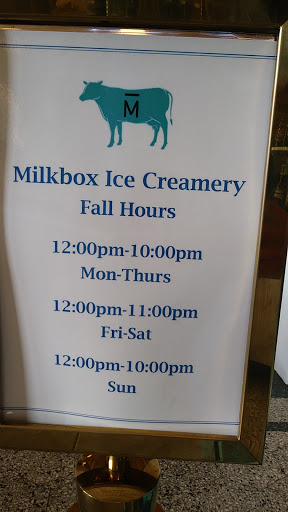 M
Milkbox Ice Creamery
Fall Hours
12:00pm-10:00pm
Mon-Thurs
12:00pm-11:00pm
Fri-Sat
12:00pm-10:00pm
Sun